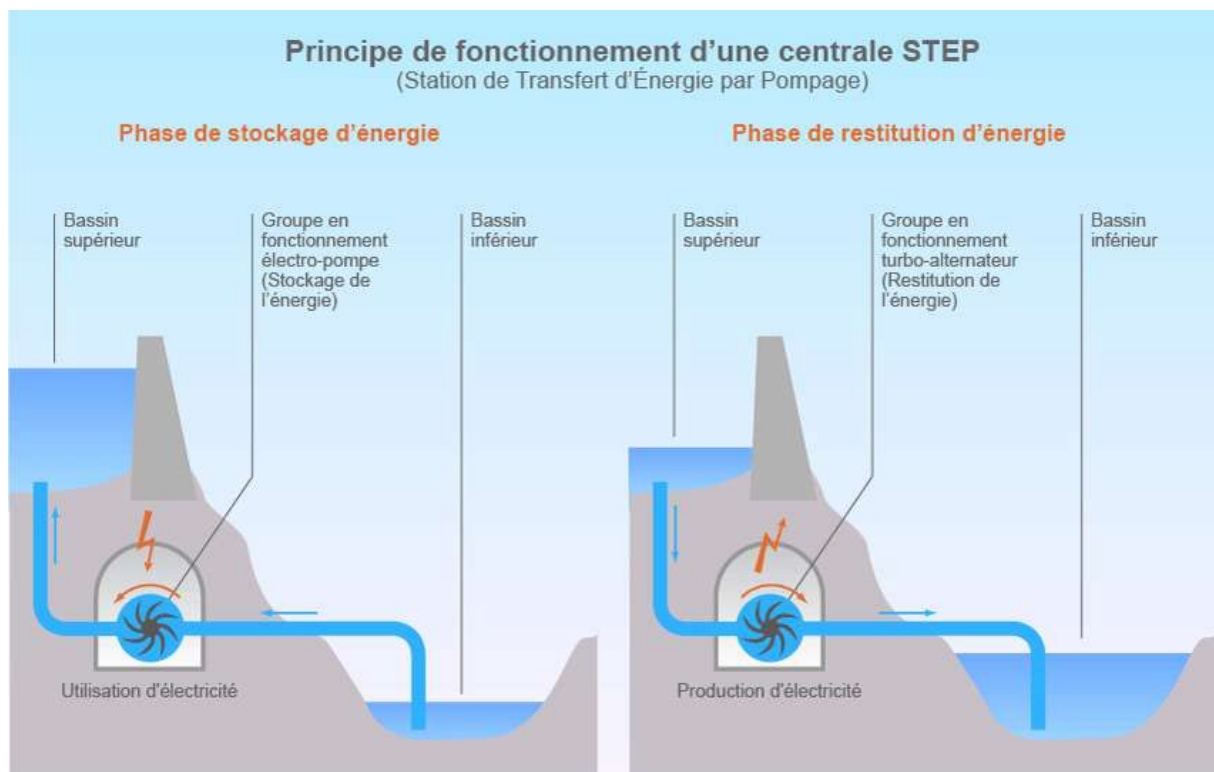 Principe de fonctionnement d’une centrale STEP
(Station de Transfert d’Énergie par Pompage)
Phase de stockage d’énergie
Bassin
supérieur
Groupe en
fonctionnement
électro-pompe
(Stockage de
l’énergie)
Bassin
inférieur
Utilisation d'électricité
Phase de restitution d’énergie
Bassin
supérieur
Groupe en
fonctionnement
turbo-alternateur
(Restitution de
l’énergie)
Bassin
inférieur
Production d'électricité